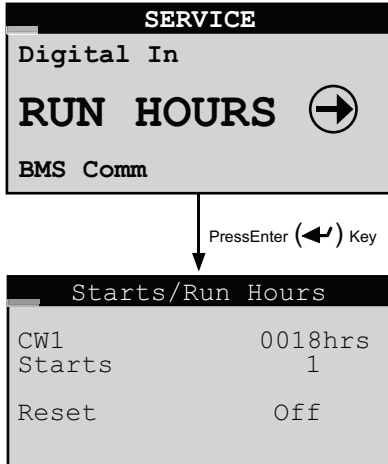 SERVICE
Digital In
RUN HOURS
BMS Comm
PressEnter (↵) Key
Starts/Run Hours
CW1 0018hrs
Starts 1
Reset Off